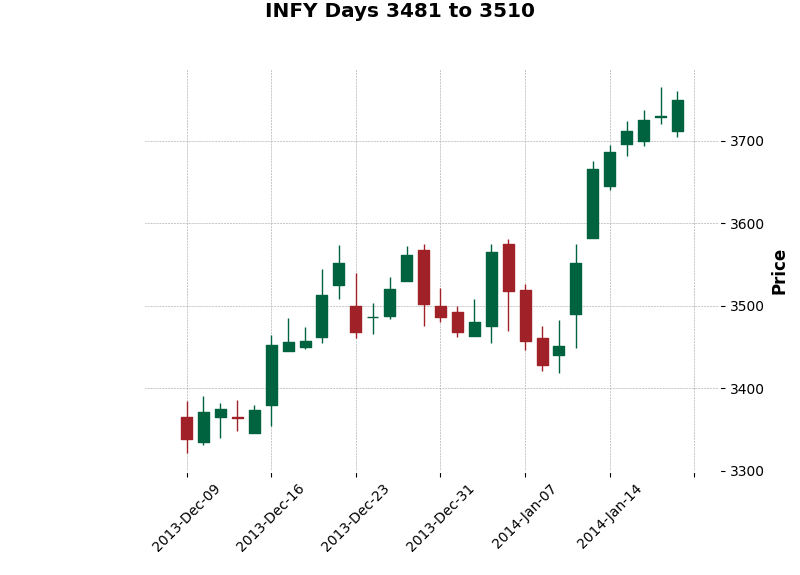 INFY Days 3481 to 3510
3700
3600
3500
3400
3300
Price
2013-Dec-09
2013-Dec-16
2013-Dec-23
2013-Dec-31
2014-Jan-07
2014-Jan-14